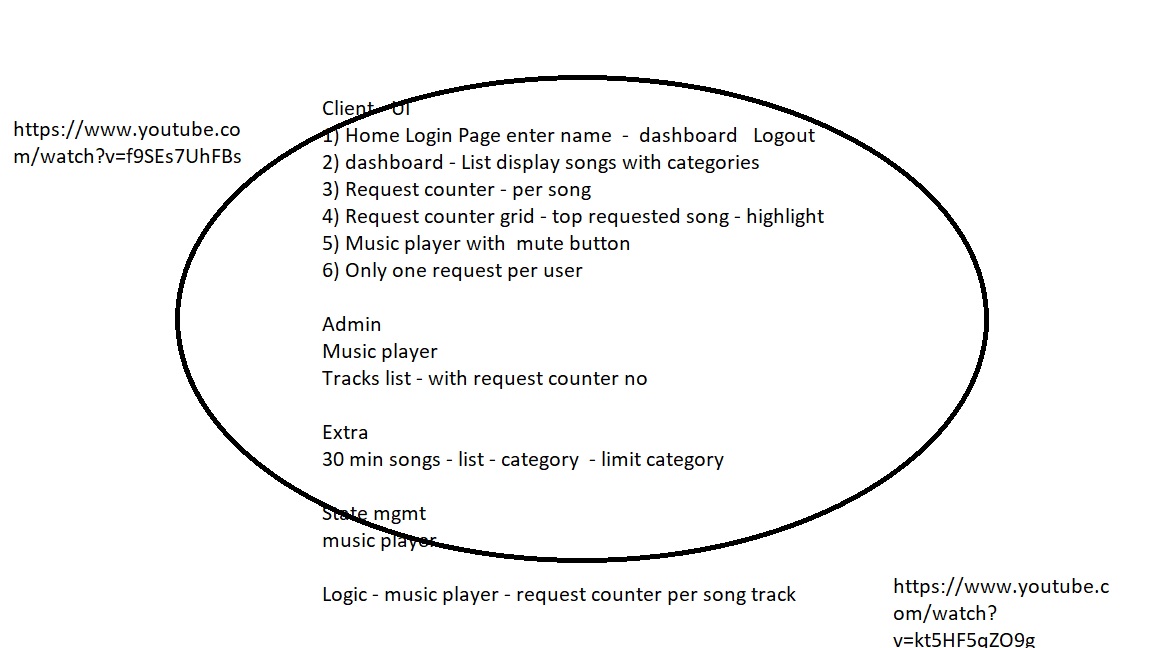 https://www.youtube.co
m/watch?v=f9SEs7UhFBs
Client - UI
1) Home Login Page enter name  -  dashboard   Logout
2) dashboard - List display songs with categories
3) Request counter - per song
4) Request counter grid - top requested song - highlight
5) Music player with  mute button
6) Only one request per user
Admin
Music player
Tracks list - with request counter no
Extra
30 min songs - list - category  - limit category
State mgmt
music player
Logic - music player - request counter per song track
https://www.youtube.c
om/watch?
v=kt5HF5qZO9g